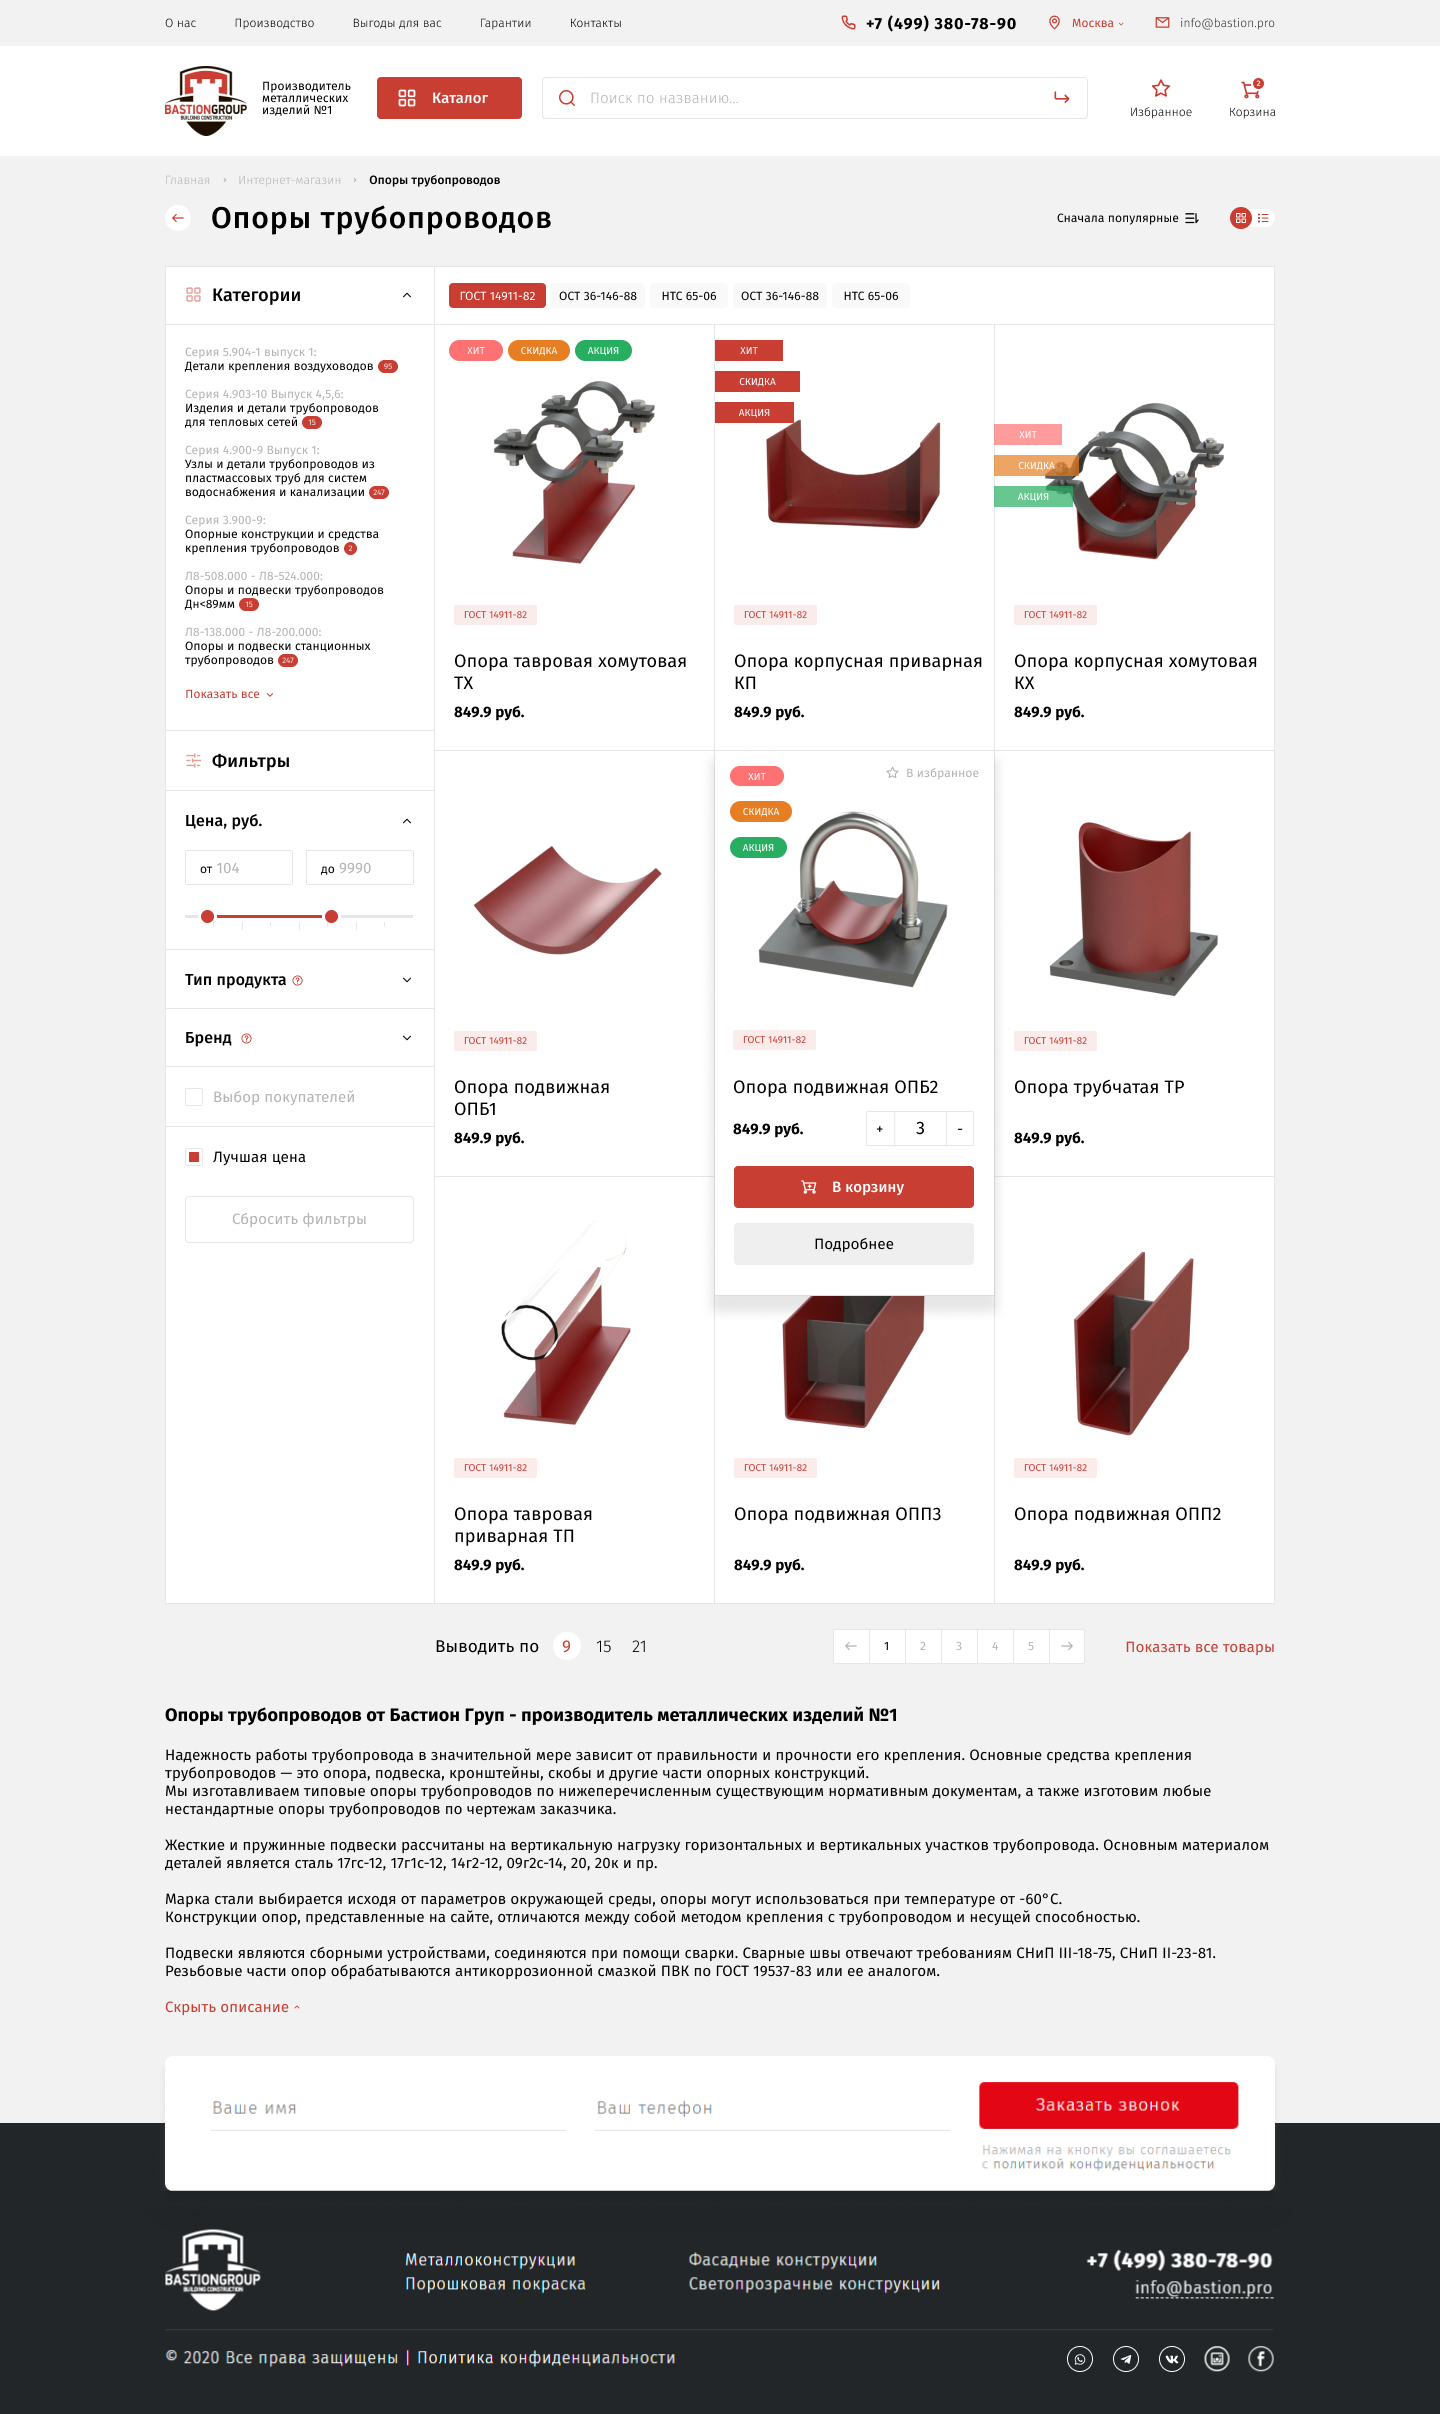 О нас
Производство
Выгоды для вас
Гарантии
Контакты
+7 (499) 380-78-90
Москва
info@bastion.pro
BASTIONGROUP
BUILDING CONSTRUCTION
Производитель
металлических
изделий №1
Каталог
Поиск по названию...
Избранное
2
Корзина
Главная
Интернет-магазин
Опоры трубопроводов
Опоры трубопроводов
Сначала популярные
Категории
Серия 5.904-1 выпуск 1:
Детали крепления воздуховодов 95
Серия 4.903-10 Выпуск 4,5,6:
Изделия и детали трубопроводов
для тепловых сетей 15
Серия 4.900-9 Выпуск 1:
Узлы и детали трубопроводов из
пластмассовых труб для систем
водоснабжения и канализации 247
Серия 3.900-9:
Опорные конструкции и средства
крепления трубопроводов 2
Л8-508.000 - Л8-524.000:
Опоры и подвески трубопроводов
Дн<89мм 15
Л8-138.000 - Л8-200.000:
Опоры и подвески станционных
трубопроводов 247
Показать все
Фильтры
Цена, руб.
от 104
до 9990
Тип продукта ?
Бренд ?
Выбор покупателей
Лучшая цена
Сбросить фильтры
ГОСТ 14911-82
ОСТ 36-146-88
НТС 65-06
ОСТ 36-146-88
НТС 65-06
ХИТ
СКИДКА
АКЦИЯ
ГОСТ 14911-82
Опора тавровая хомутовая
ТХ
849.9 руб.
ХИТ
СКИДКА
АКЦИЯ
ГОСТ 14911-82
Опора корпусная приварная
КП
849.9 руб.
ХИТ
СКИДКА
АКЦИЯ
ГОСТ 14911-82
Опора корпусная хомутовая
КХ
849.9 руб.
ГОСТ 14911-82
Опора подвижная
ОПБ1
849.9 руб.
ХИТ
СКИДКА
АКЦИЯ
В избранное
ГОСТ 14911-82
Опора подвижная ОПБ2
849.9 руб.
+ 3 -
В корзину
Подробнее
ГОСТ 14911-82
Опора трубчатая ТР
849.9 руб.
ГОСТ 14911-82
Опора тавровая
приварная ТП
849.9 руб.
ГОСТ 14911-82
Опора подвижная ОПП3
849.9 руб.
ГОСТ 14911-82
Опора подвижная ОПП2
849.9 руб.
Выводить по 9 15 21
1 2 3 4 5
Показать все товары
Опоры трубопроводов от Бастион Груп - производитель металлических изделий №1
Надежность работы трубопровода в значительной мере зависит от правильности и прочности его крепления. Основные средства крепления
трубопроводов — это опора, подвеска, кронштейны, скобы и другие части опорных конструкций.
Мы изготавливаем типовые опоры трубопроводов по нижеперечисленным существующим нормативным документам, а также изготовим любые
нестандартные опоры трубопроводов по чертежам заказчика.
Жесткие и пружинные подвески рассчитаны на вертикальную нагрузку горизонтальных и вертикальных участков трубопровода. Основным материалом
деталей является сталь 17гс-12, 17г1с-12, 14г2-12, 09г2с-14, 20, 20к и пр.
Марка стали выбирается исходя от параметров окружающей среды, опоры могут использоваться при температуре от -60°С.
Конструкции опор, представленные на сайте, отличаются между собой методом крепления с трубопроводом и несущей способностью.
Подвески являются сборными устройствами, соединяются при помощи сварки. Сварные швы отвечают требованиям СНиП III-18-75, СНиП II-23-81.
Резьбовые части опор обрабатываются антикоррозионной смазкой ПВК по ГОСТ 19537-83 или ее аналогом.
Скрыть описание
Ваше имя
Ваш телефон
Заказать звонок
Нажимая на кнопку вы соглашаетесь
с политикой конфиденциальности
BASTIONGROUP
BUILDING CONSTRUCTION
Металлоконструкции
Порошковая покраска
Фасадные конструкции
Светопрозрачные конструкции
+7 (499) 380-78-90
info@bastion.pro
© 2020 Все права защищены | Политика конфиденциальности